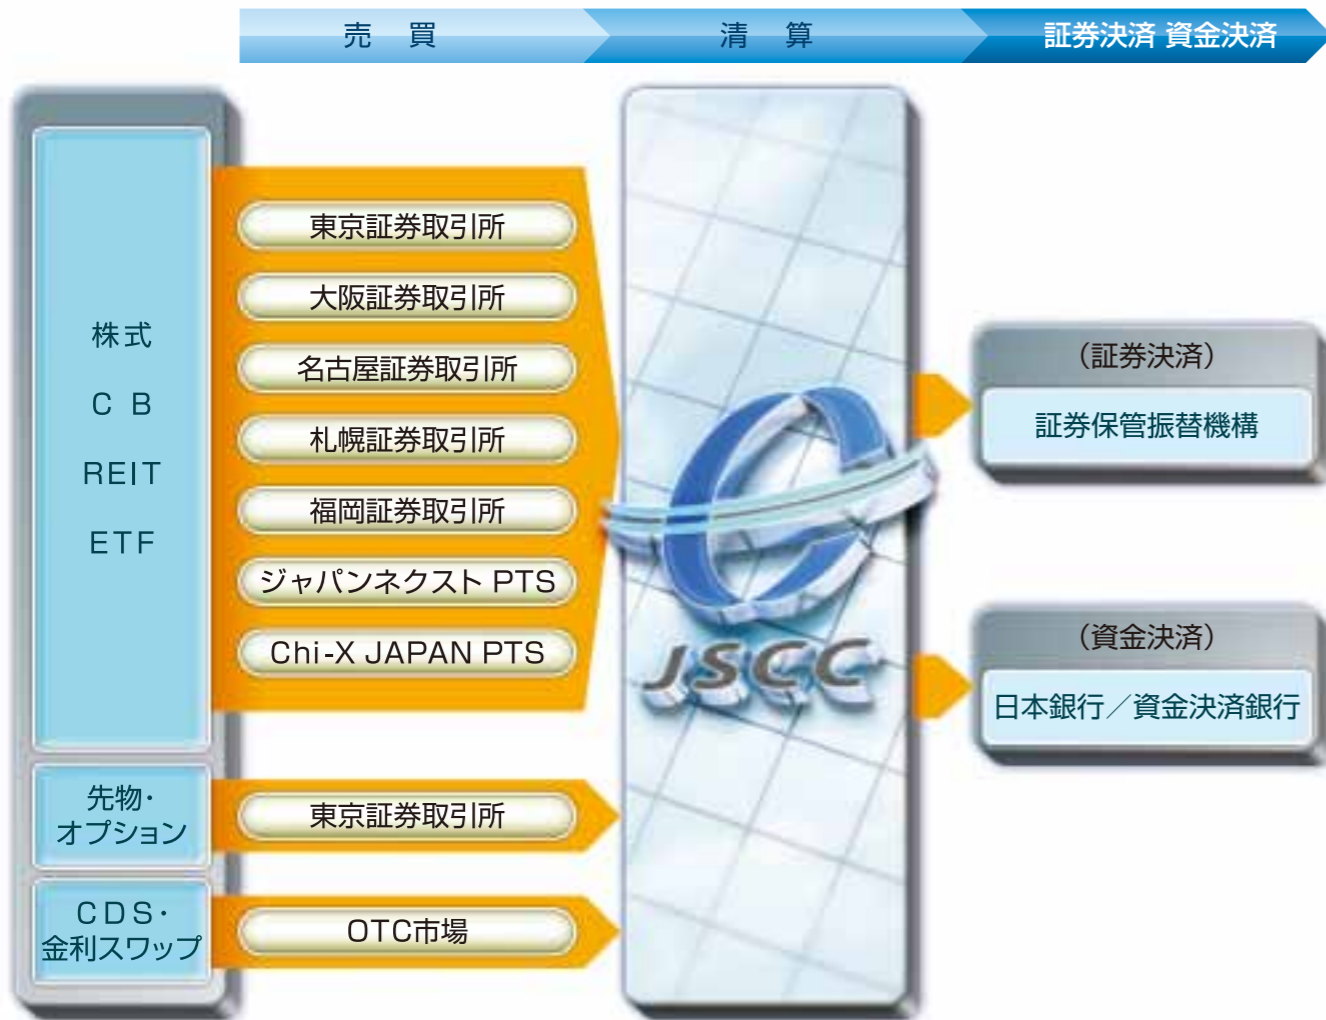 売 買
清 算
証券決済 資金決済
株式
C B
REIT
ETF
東京証券取引所
大阪証券取引所
名古屋証券取引所
札幌証券取引所
福岡証券取引所
ジャパンネクスト PTS
Chi-X JAPAN PTS
先物・
オプション
東京証券取引所
CDS・
金利スワップ
OTC市場
JSCC
(証券決済)
証券保管振替機構
(資金決済)
日本銀行／資金決済銀行